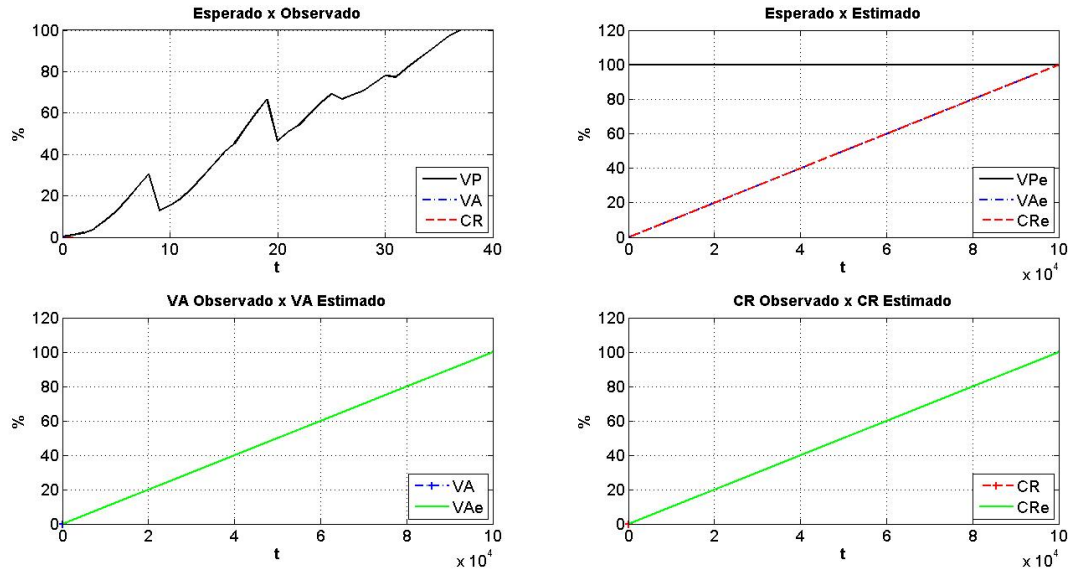 Esperado x Observado
100
80
60
40
20
0
%
0 10 20 30 40
t
VP
VA
CR
Esperado x Estimado
120
100
80
60
40
20
0
%
0 2 4 6 8 10
t
x 10^4
VPe
VAe
CRe
VA Observado x VA Estimado
120
100
80
60
40
20
0
%
0 2 4 6 8 10
t
x 10^4
VA
VAe
CR Observado x CR Estimado
120
100
80
60
40
20
0
%
0 2 4 6 8 10
t
x 10^4
CR
CRe